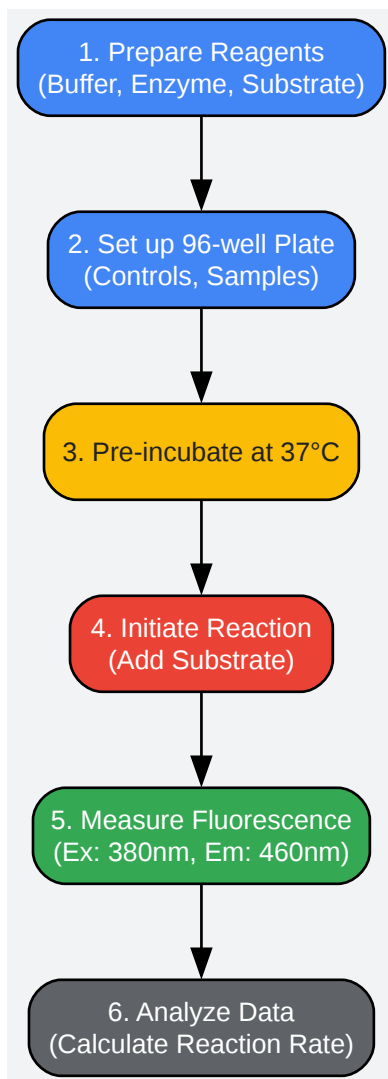 1. Prepare Reagents
(Buffer, Enzyme, Substrate)
2. Set up 96-well Plate
(Controls, Samples)
3. Pre-incubate at 37°C
4. Initiate Reaction
(Add Substrate)
5. Measure Fluorescence
(Ex: 380nm, Em: 460nm)
6. Analyze Data
(Calculate Reaction Rate)